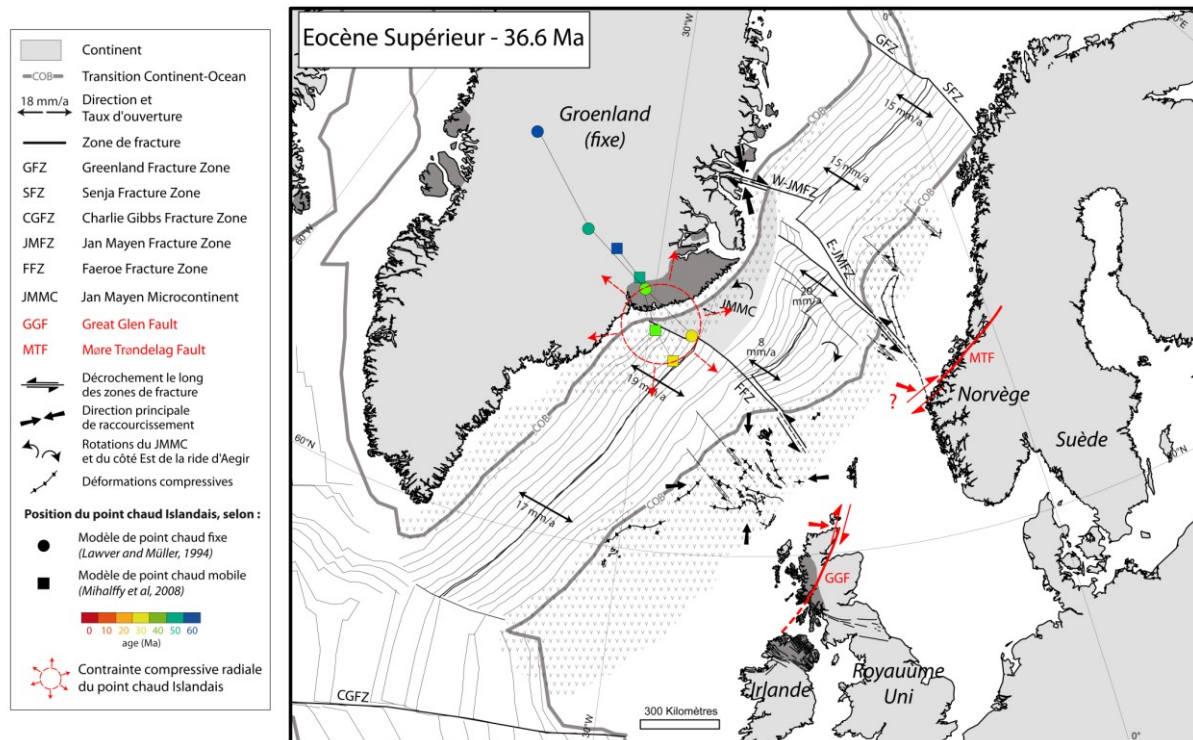 Continent
COB
Transition Continent-Ocean
18 mm/a
Direction et
Taux d'ouverture
Zone de fracture
GFZ
Greenland Fracture Zone
SFZ
Senja Fracture Zone
CGFZ
Charlie Gibbs Fracture Zone
JMFZ
Jan Mayen Fracture Zone
FFZ
Faeroe Fracture Zone
JMMC
Jan Mayen Microcontinent
GGF
Great Glen Fault
MTF
Møre Trøndelag Fault
Décrochement le long
des zones de fracture
Direction principale
de raccourcissement
Rotations du JMMC
et du côté Est de la ride d'Aegir
Déformations compressives
Position du point chaud Islandais, selon :
Modèle de point chaud fixe
(Lawver and Müller, 1994)
Modèle de point chaud mobile
(Mihalffy et al, 2008)
0 10 20 30 40 50 60
age (Ma)
Contrainte compressive radiale
du point chaud Islandais
Eocène Supérieur - 36.6 Ma
30°W
0°
30°E
GFZ
SFZ
15 mm/a
COB
Groenland
(fixe)
15 mm/a
W-JMFZ
COB
60°W
E-JMFZ
20
mm/a
JMMC
8
mm/a
MTF
?
19 mm/a
FFZ
Norvège
COB
Suède
60°N
60°N
COB
17 mm/a
GGF
CGFZ
Irlande
Royauume
Uni
300 Kilomètres
30°W
0°